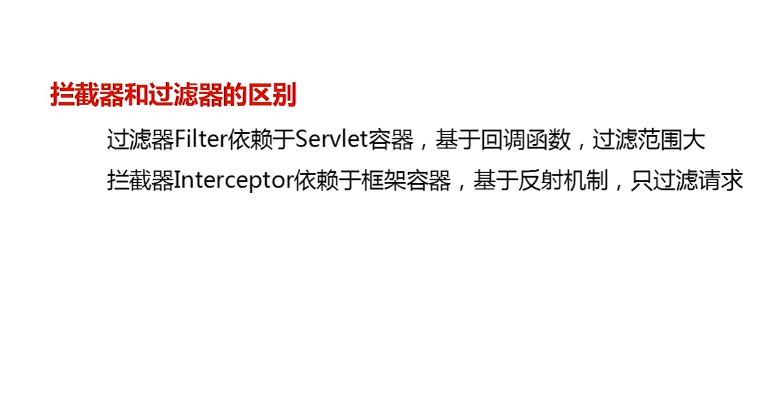 拦截器和过滤器的区别
过滤器Filter依赖于Servlet容器，基于回调函数，过滤范围大
拦截器Interceptor依赖于框架容器，基于反射机制，只过滤请求